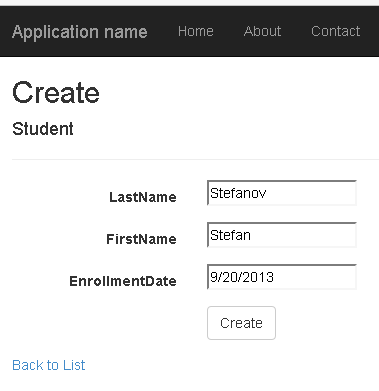 Application name Home About Contact
Create
Student
LastName Stefanov
FirstName Stefan
EnrollmentDate 9/20/2013
Create
Back to List